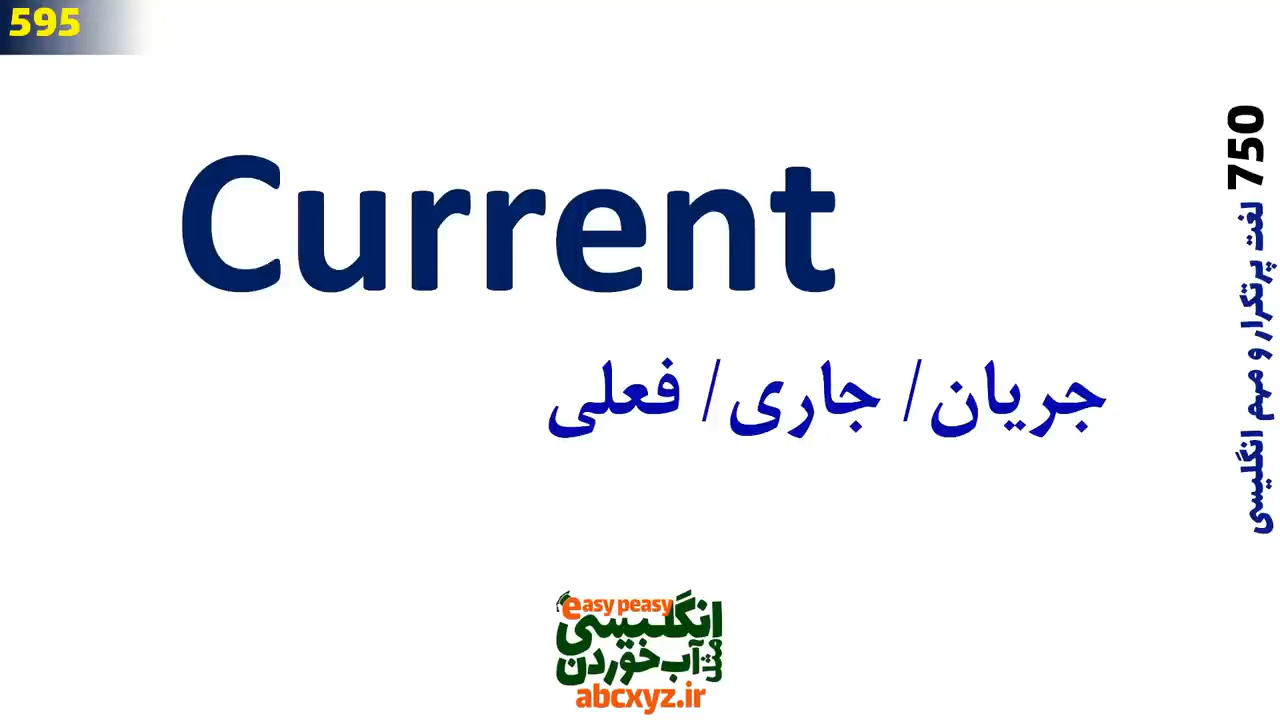 595
Current
جریان/ جاری/ فعلی
750 لغت پرتکرار و مهم انگلیسی
easy peasy
انگلیسی
مثل آب خوردن
abcxyz.ir